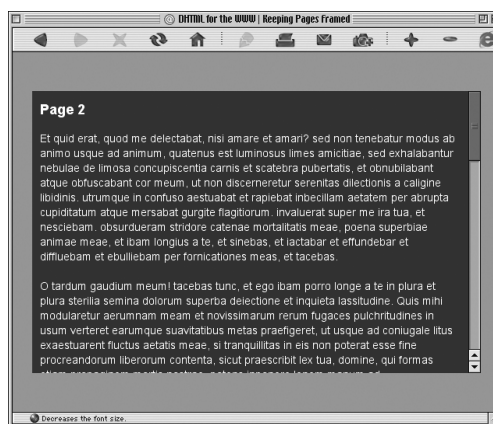 DHTML for the WWW | Keeping Pages Framed
Page 2
Et quid erat, quod me delectabat, nisi amare et amari? sed non tenebatur modus ab
animo usque ad animum, quatenus est luminosus limes amicitiae, sed exhalabantur
nebulae de limosa concupiscentia carnis et scatebra pubertatis, et obnubilabant
atque obfuscabant cor meum, ut non discerneretur serenitas dilectionis a caligine
libidinis. utrumque in confuso aestuabat et rapiebat inbecillam aetatem per abrupta
cupiditatum atque mersabat gurgite flagitiorum. invaluerat super me ira tua, et
nesciebam. obsurdueram stridore catenae mortalitatis meae, poena superbiae
animae meae, et ibam longius a te, et sinebas, et iactabar et effundebar et
diffluebam et ebulliebam per fornicationes meas, et tacebas.
O tardum gaudium meum! tacebas tunc, et ego ibam porro longe a te in plura et
plura sterilia semina dolorum superba deiectione et inquieta lassitudine. Quis mihi
modularetur aerumnam meam et novissimarum rerum fugaces pulchritudines in
usum verteret earumque suavitatibus metas praefigeret, ut usque ad coniugale litus
exaestuarent fluctus aetatis meae, si tranquillitas in eis non poterat esse fine
procreandorum liberorum contenta, sicut praescribit lex tua, domine, qui formas
Decreases the font size.